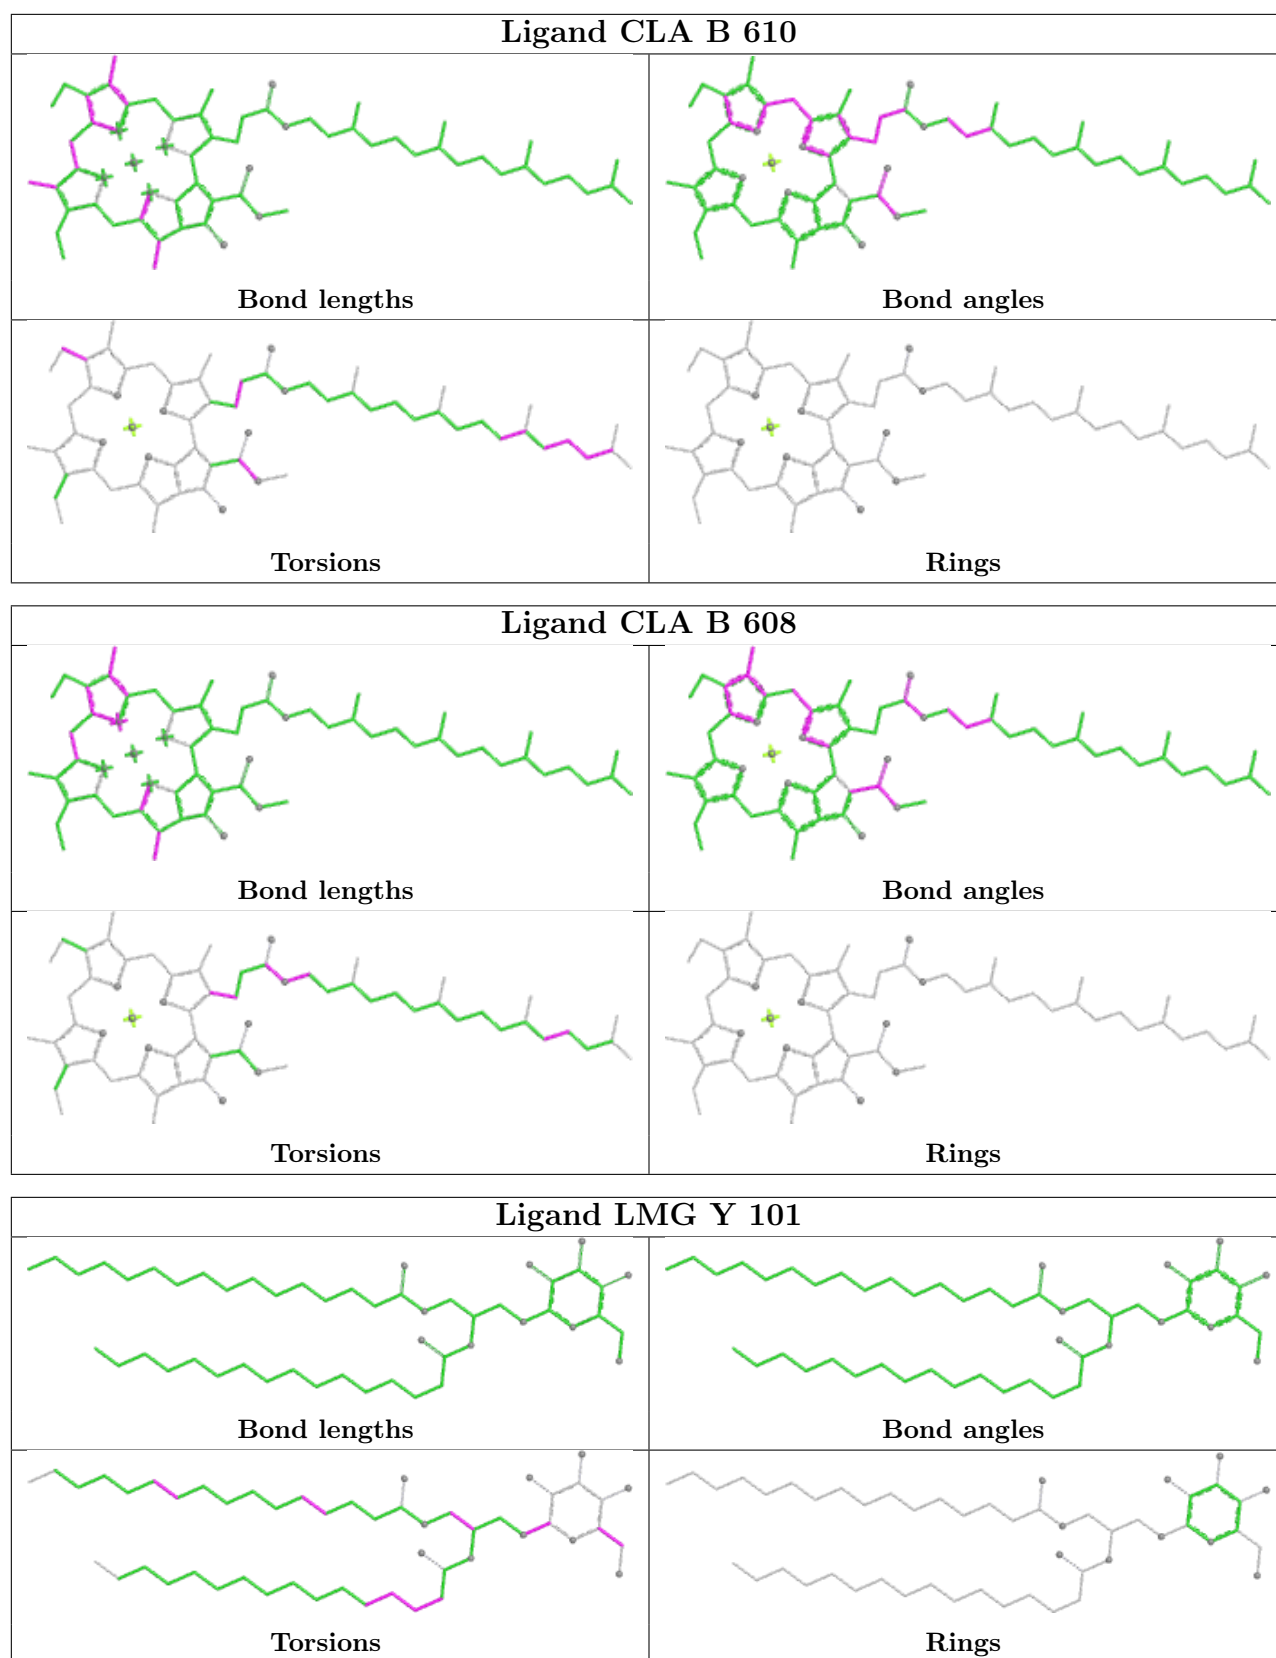 Ligand CLA B 610
Bond lengths
Bond angles
Torsions
Rings
Ligand CLA B 608
Bond lengths
Bond angles
Torsions
Rings
Ligand LMG Y 101
Bond lengths
Bond angles
Torsions
Rings